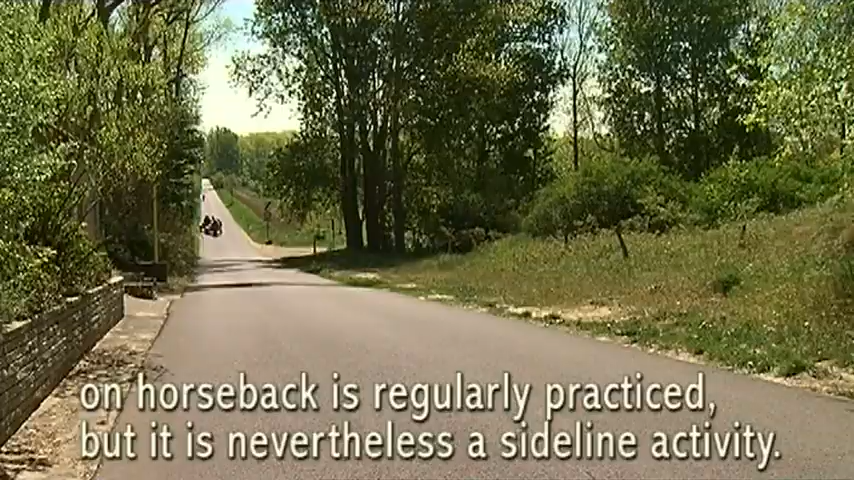 on horseback is regularly practiced,
but it is nevertheless a sideline activity.